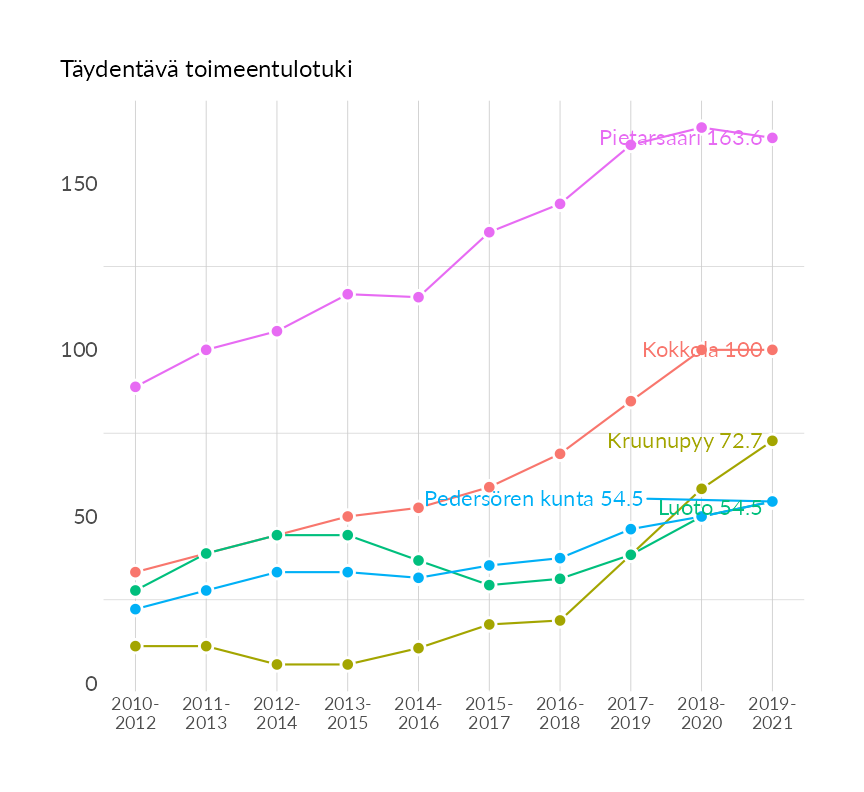 Täydentävä toimeentulotuki
Pietarsaari 163.6
150
100
Kokkola 100
Kruunupyy 72.7
Pedersören kunta 54.5
Luoto 54.5
50
0
2010- 2011- 2012- 2013- 2014- 2015- 2016- 2017- 2018- 2019-
2012 2013 2014 2015 2016 2017 2018 2019 2020 2021